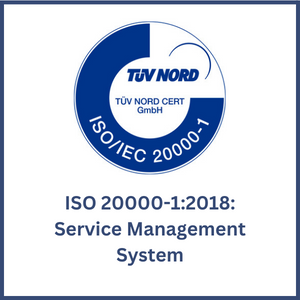 TÜV NORD
TÜV NORD CERT
GmbH
ISO/IEC 20000-1
ISO 20000-1:2018:
Service Management
System